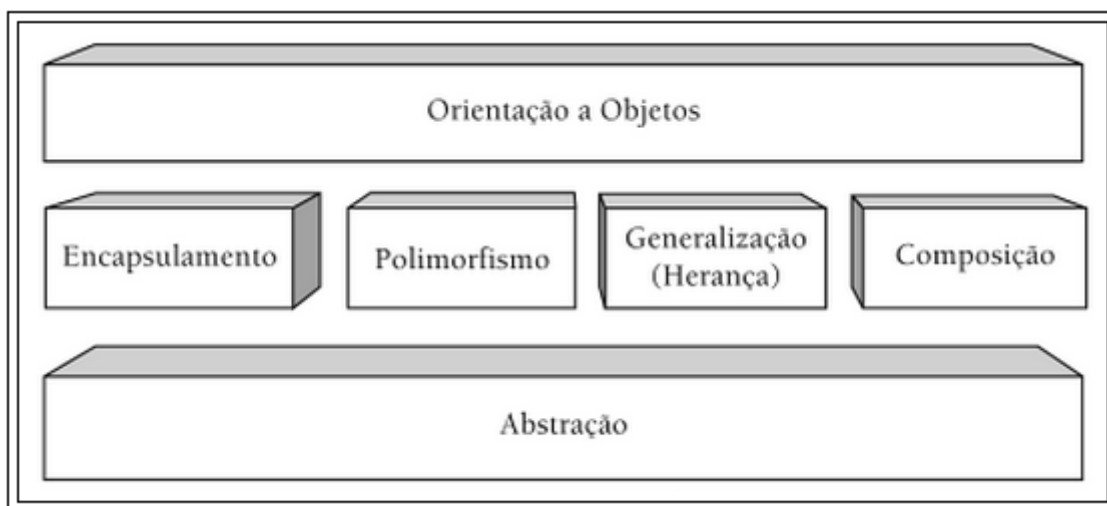 Orientação a Objetos
Encapsulamento
Polimorfismo
Generalização
(Herança)
Composição
Abstração